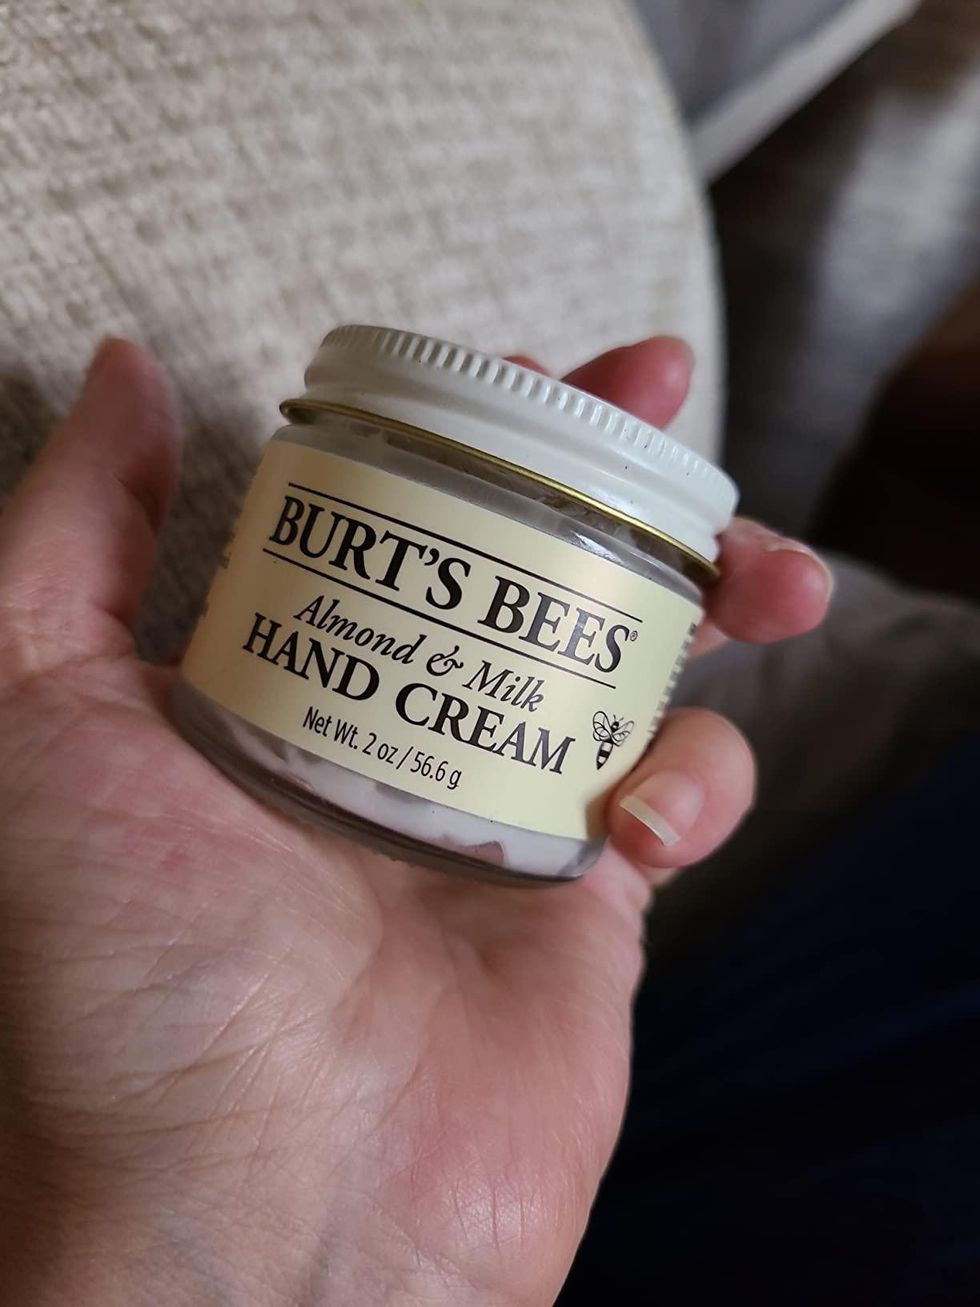 BURT'S BEES®
Almond & Milk
HAND CREAM
Net Wt. 2 oz / 56.6 g